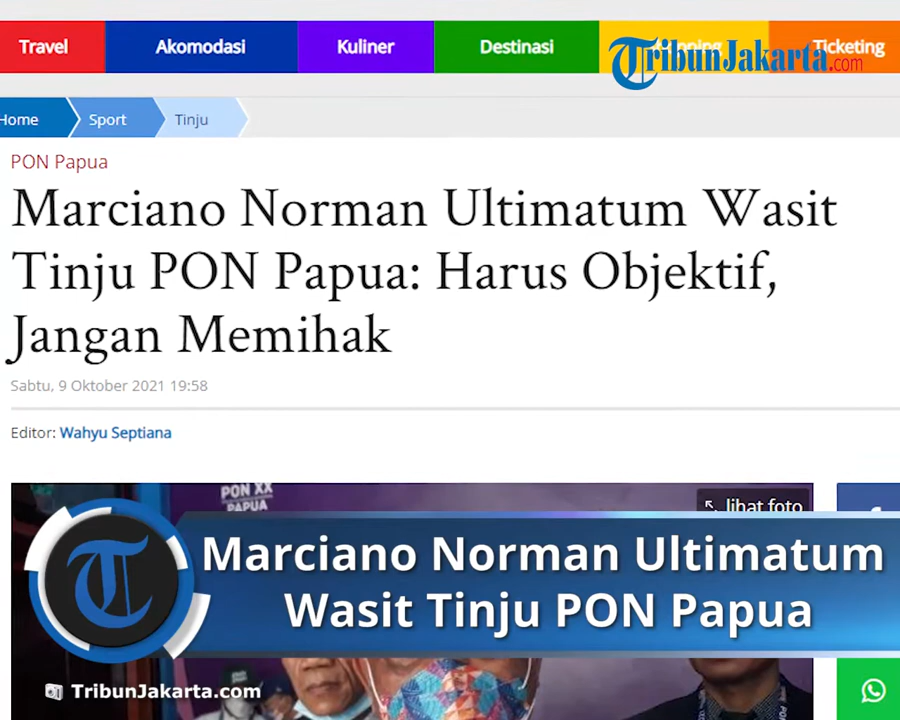 Travel
Akomodasi
Kuliner
Destinasi
TribunJakarta.com
Ticketing
Home
Sport
Tinju
PON Papua
Marciano Norman Ultimatum Wasit
Tinju PON Papua: Harus Objektif,
Jangan Memihak
Sabtu, 9 Oktober 2021 19:58
Editor: Wahyu Septiana
PON XX
PAPUA
lihat foto
Marciano Norman Ultimatum
Wasit Tinju PON Papua
TribunJakarta.com